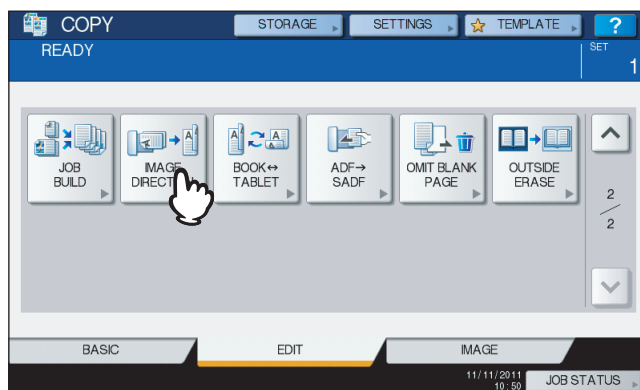 COPY
STORAGE
SETTINGS
TEMPLATE
?
READY
SET
1
JOB
BUILD
IMAGE
DIRECT
BOOK↔
TABLET
ADF→
SADF
OMIT BLANK
PAGE
OUTSIDE
ERASE
2
2
BASIC
EDIT
IMAGE
11/11/2011
10:50
JOB STATUS